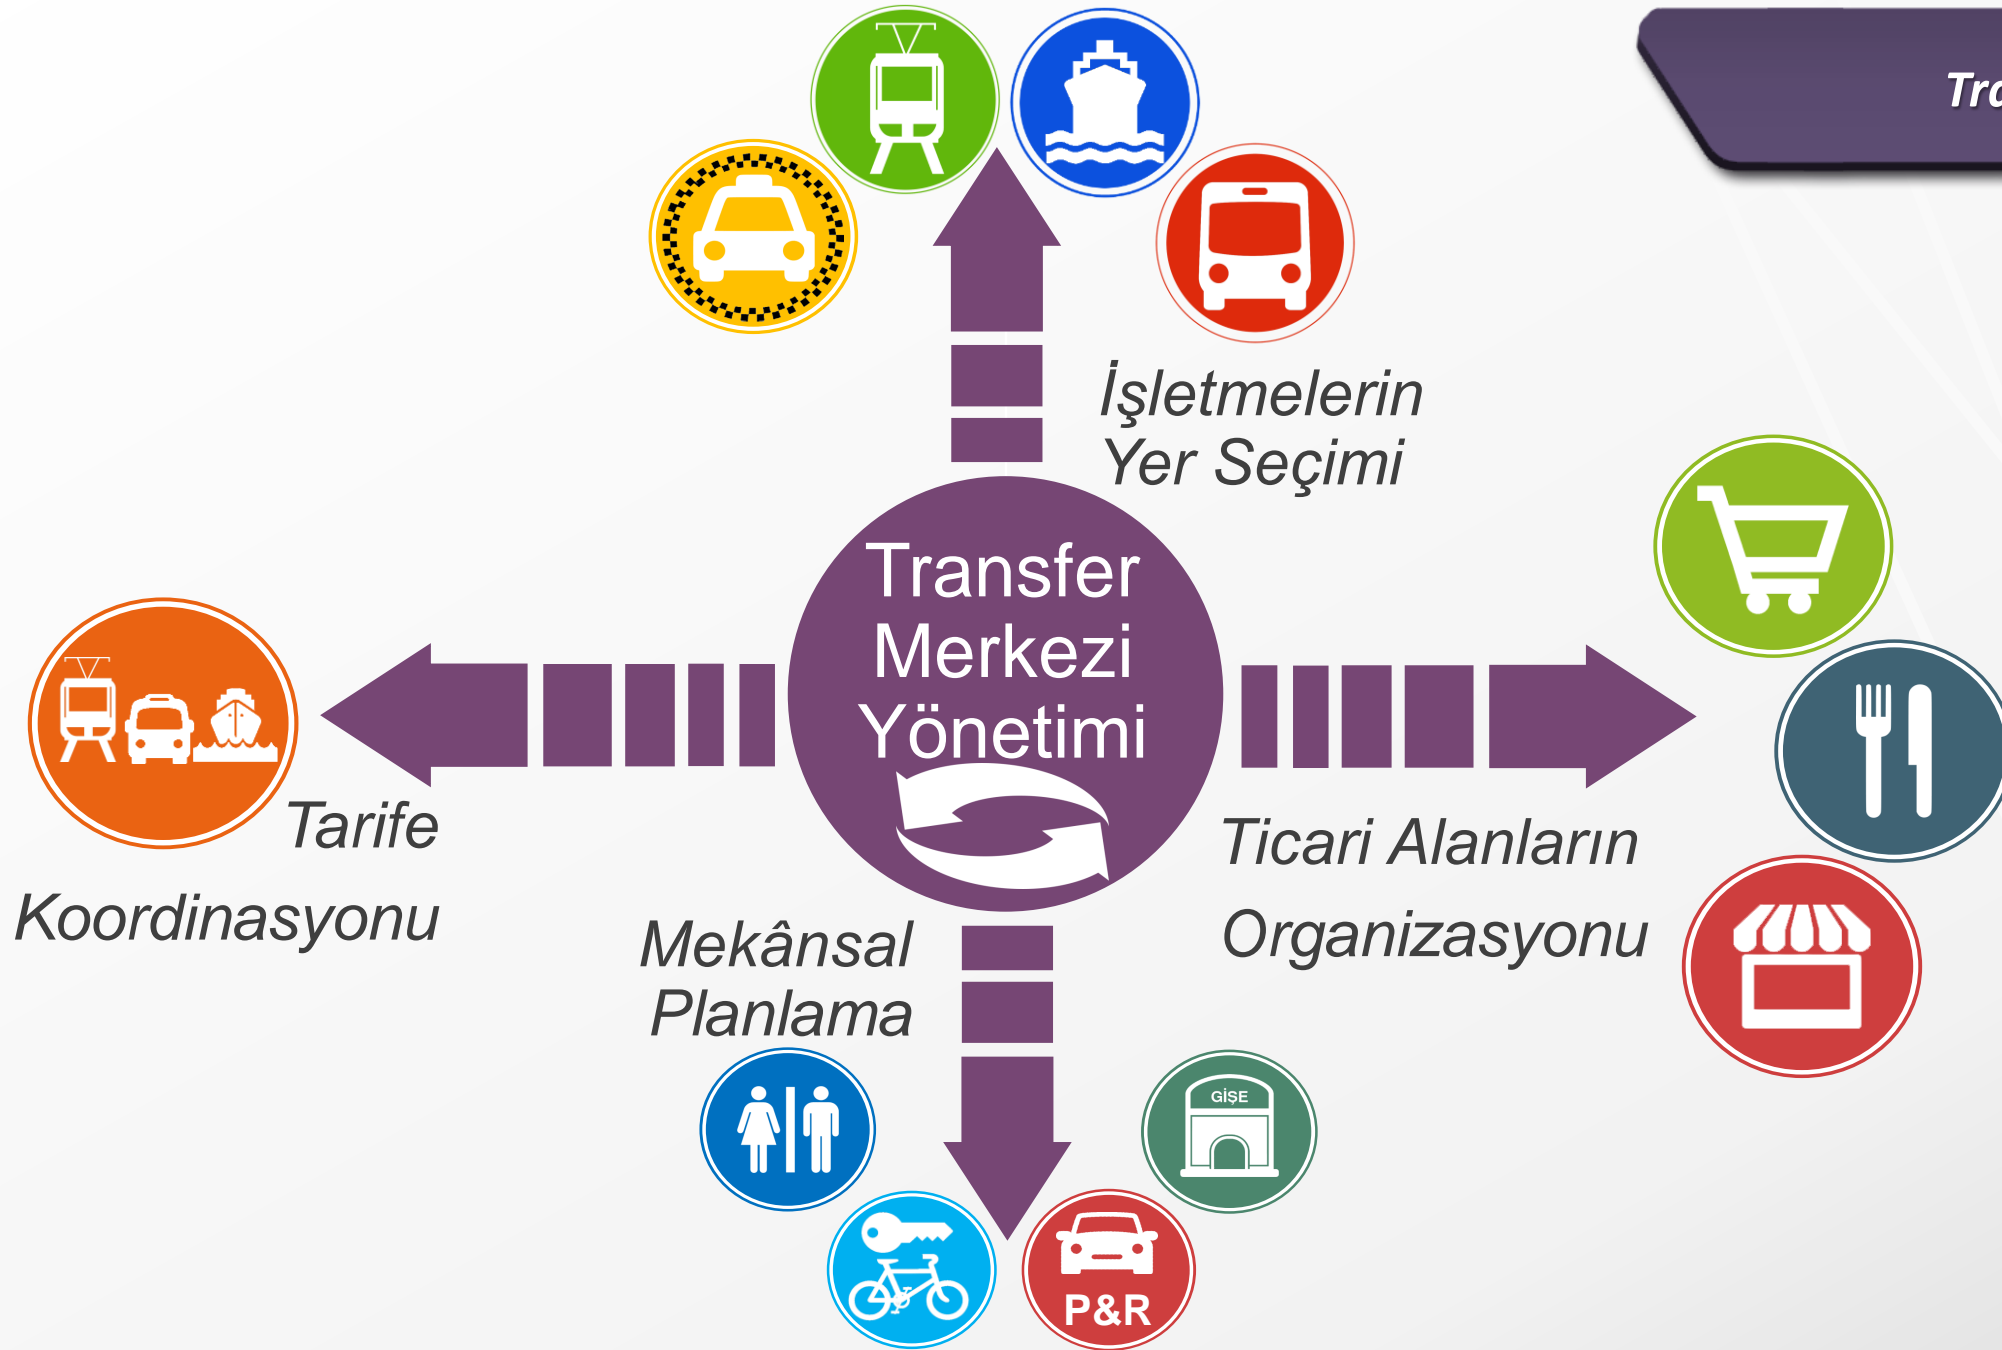 İşletmelerin
Yer Seçimi
Transfer
Merkezi
Yönetimi
Tarife
Koordinasyonu
Ticari Alanların
Organizasyonu
Mekânsal
Planlama
GİŞE
P&R